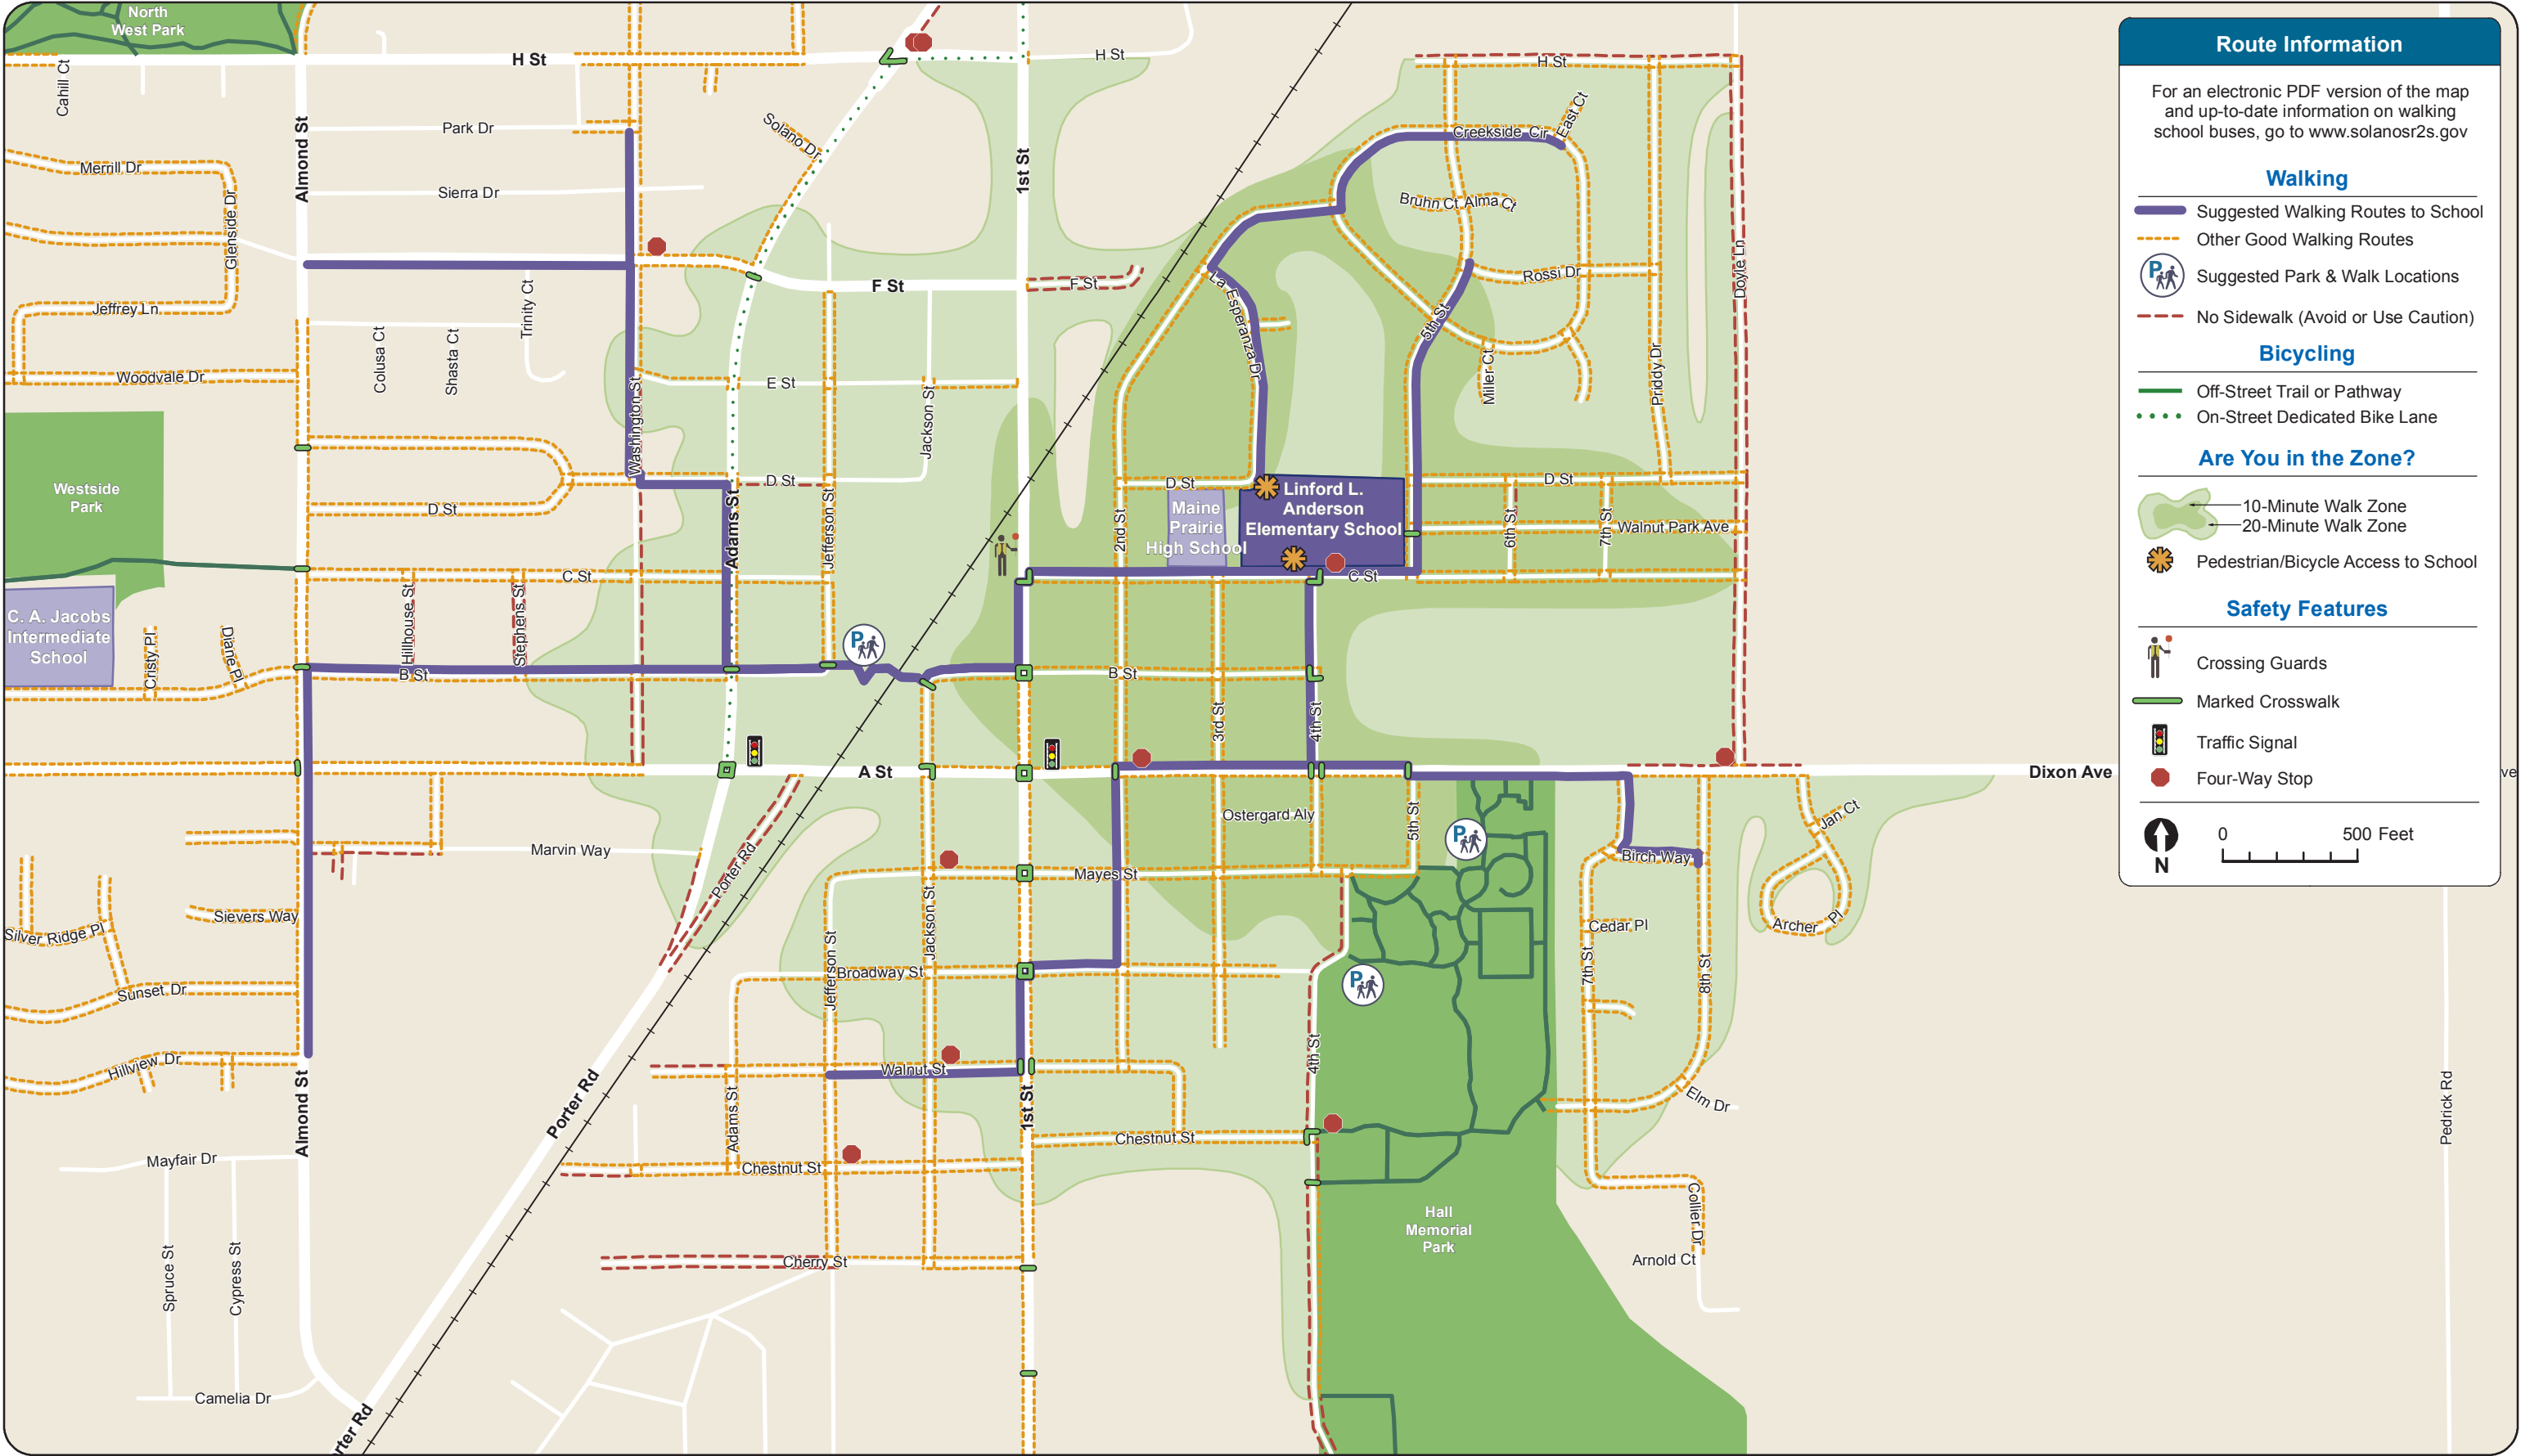 North
West Park
Cahill Ct
H St
H St
H St
Almond St
Park Dr
Solano Dr
1st St
Creekside Cir
East Ct
Merrill Dr
Glenside Dr
Sierra Dr
Bruhn Ct
Alma Ct
Doyle Ln
Jeffrey Ln
Trinity Ct
F St
F St
La Esperanza Dr
Rossi Dr
5th St
Colusa Ct
Shasta Ct
Woodvale Dr
Washington St
E St
Jackson St
Miller Ct
Priddy Dr
Westside
Park
D St
D St
D St
D St
Adams St
Jefferson St
2nd St
Maine
Prairie
High School
Linford L.
Anderson
Elementary School
6th St
7th St
Walnut Park Ave
C St
C St
C. A. Jacobs
Intermediate
School
Cristy Pl
Diane Pl
Hillhouse St
Stephens St
B St
B St
3rd St
4th St
A St
Dixon Ave
ve
Ostergard Aly
5th St
Jan Ct
Marvin Way
Porter Rd
Mayes St
Birch Way
Sievers Way
Silver Ridge Pl
Jackson St
Jefferson St
Cedar Pl
Archer Pl
Broadway St
Sunset Dr
7th St
8th St
Hillview Dr
Walnut St
4th St
Almond St
Porter Rd
Adams St
1st St
Elm Dr
Pedrick Rd
Chestnut St
Chestnut St
Mayfair Dr
Spruce St
Cypress St
Cherry St
Hall
Memorial
Park
Collier Dr
Arnold Ct
Camelia Dr
rter Rd
Route Information
For an electronic PDF version of the map
and up-to-date information on walking
school buses, go to www.solanosr2s.gov
Walking
Suggested Walking Routes to School
Other Good Walking Routes
P
Suggested Park & Walk Locations
No Sidewalk (Avoid or Use Caution)
Bicycling
Off-Street Trail or Pathway
On-Street Dedicated Bike Lane
Are You in the Zone?
10-Minute Walk Zone
20-Minute Walk Zone
Pedestrian/Bicycle Access to School
Safety Features
Crossing Guards
Marked Crosswalk
Traffic Signal
Four-Way Stop
N
0 500 Feet
P
P
P